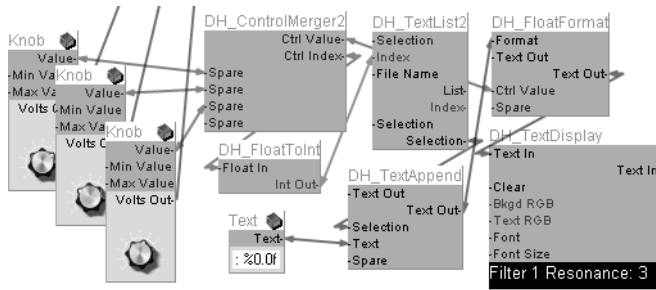 Knob
Value-
-Min Va
-Max Va
Volts O
Knob
Value-
-Min Value
-Max Va
Volts O
Knob
Value-
-Min Value
-Max Value
Volts Out-
DH_ControlMerger2
Ctrl Value-
Ctrl Index-
-Spare
-Spare
-Spare
-Spare
DH_FloatToInt
-Float In
Int Out-
Text
Text-
: %0.0f
DH_TextList2
-Selection
-Index
-File Name
List-
Index-
-Selection
Selection-
DH_TextAppend
-Text Out
Text Out-
-Selection
-Text
-Spare
DH_FloatFormat
-Format
-Text Out
Text Out-
-Ctrl Value
-Spare
DH_TextDisplay
-Text In
Text In
-Clear
-Bkgd RGB
-Text RGB
-Font
-Font Size
Filter 1 Resonance: 3